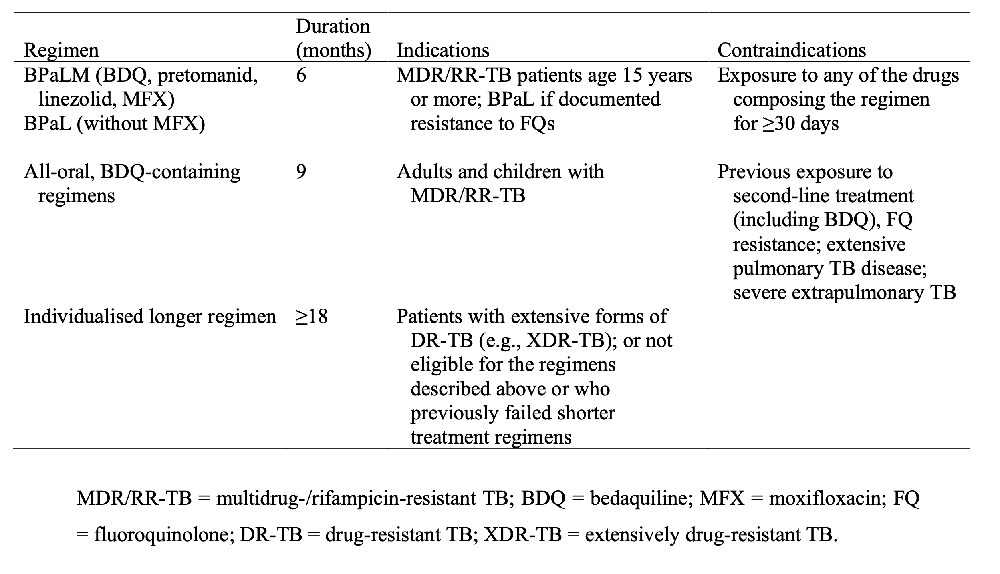 Regimen Duration (months) Indications Contraindications
BPaLM (BDQ, pretomanid,
linezolid, MFX)
BPaL (without MFX)
6
MDR/RR-TB patients age 15 years
or more; BPaL if documented
resistance to FQs
Exposure to any of the drugs
composing the regimen
for ≥30 days
All-oral, BDQ-containing
regimens
9
Adults and children with
MDR/RR-TB
Previous exposure to
second-line treatment
(including BDQ), FQ
resistance; extensive
pulmonary TB disease;
severe extrapulmonary TB
Individualised longer regimen
≥18
Patients with extensive forms of
DR-TB (e.g., XDR-TB); or not
eligible for the regimens
described above or who
previously failed shorter
treatment regimens
MDR/RR-TB = multidrug-/rifampicin-resistant TB; BDQ = bedaquiline; MFX = moxifloxacin; FQ
= fluoroquinolone; DR-TB = drug-resistant TB; XDR-TB = extensively drug-resistant TB.